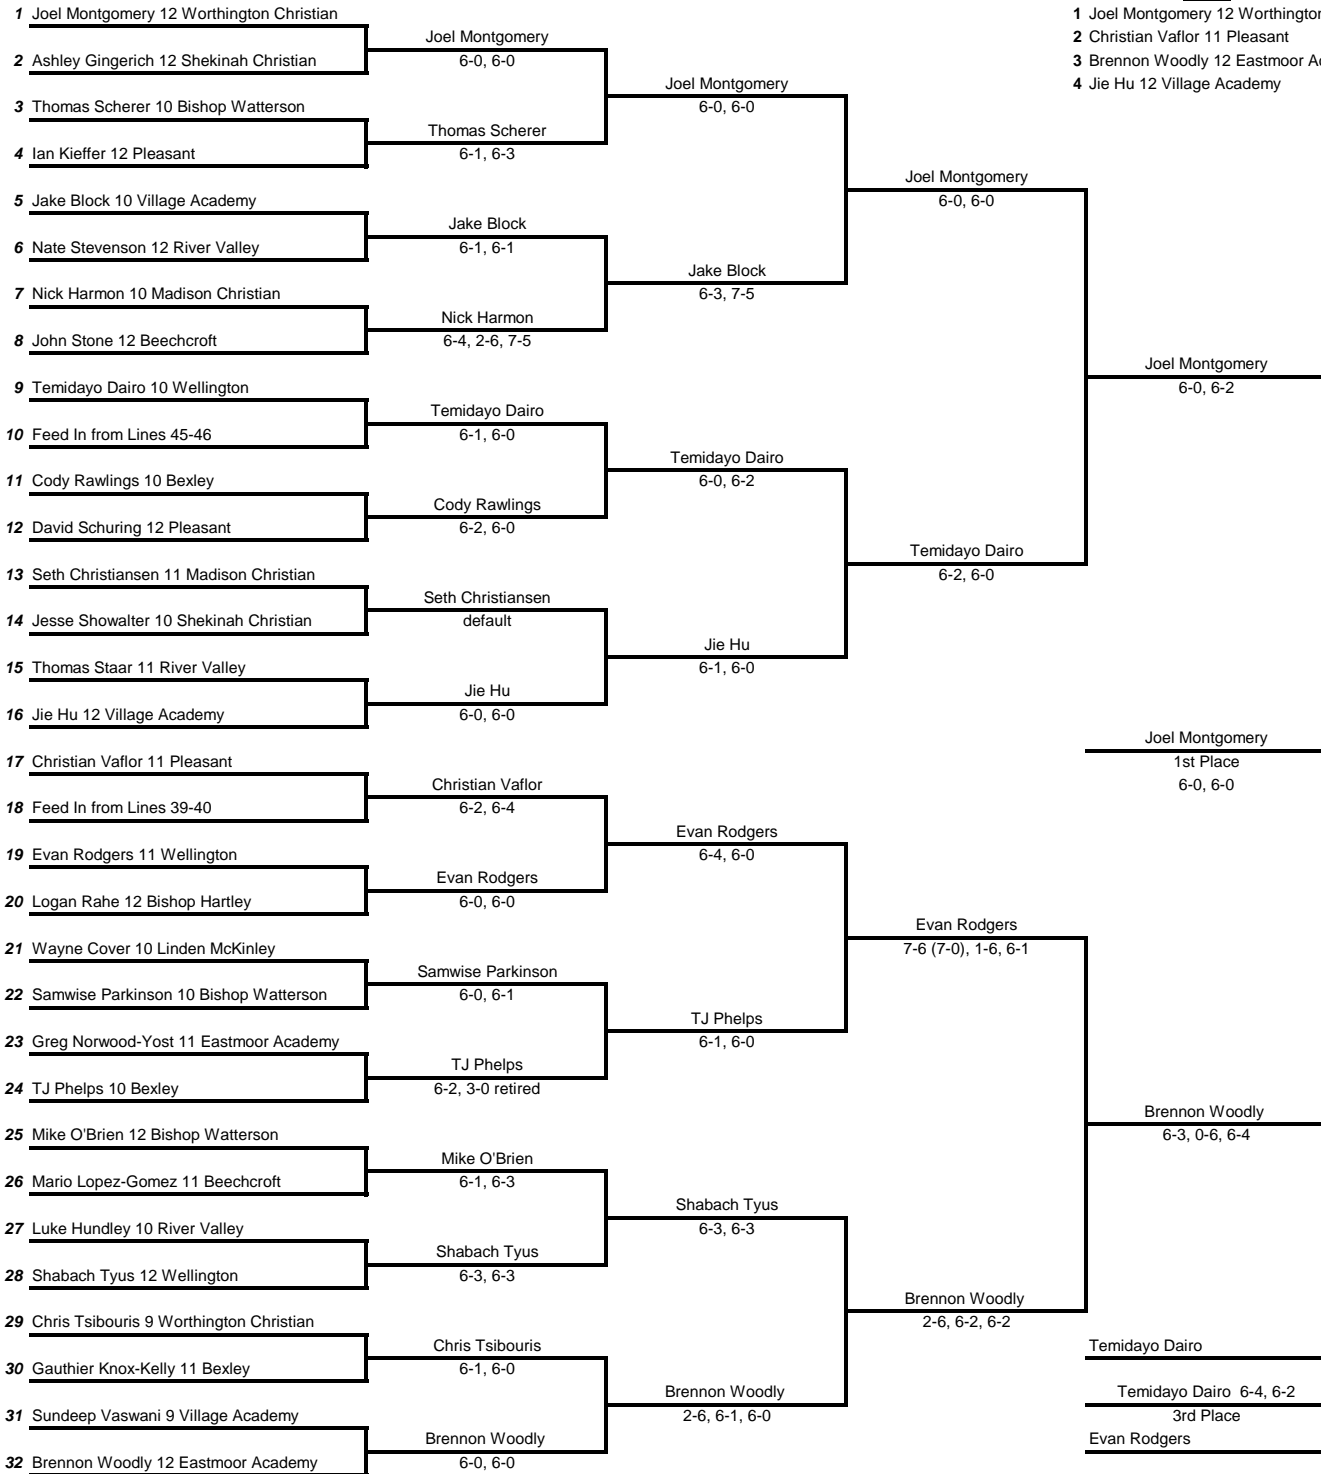 1 Joel Montgomery 12 Worthington Christian
2 Ashley Gingerich 12 Shekinah Christian
3 Thomas Scherer 10 Bishop Watterson
4 Ian Kieffer 12 Pleasant
5 Jake Block 10 Village Academy
6 Nate Stevenson 12 River Valley
7 Nick Harmon 10 Madison Christian
8 John Stone 12 Beechcroft
9 Temidayo Dairo 10 Wellington
10 Feed In from Lines 45-46
11 Cody Rawlings 10 Bexley
12 David Schuring 12 Pleasant
13 Seth Christiansen 11 Madison Christian
14 Jesse Showalter 10 Shekinah Christian
15 Thomas Staar 11 River Valley
16 Jie Hu 12 Village Academy
17 Christian Vaflor 11 Pleasant
18 Feed In from Lines 39-40
19 Evan Rodgers 11 Wellington
20 Logan Rahe 12 Bishop Hartley
21 Wayne Cover 10 Linden McKinley
22 Samwise Parkinson 10 Bishop Watterson
23 Greg Norwood-Yost 11 Eastmoor Academy
24 TJ Phelps 10 Bexley
25 Mike O'Brien 12 Bishop Watterson
26 Mario Lopez-Gomez 11 Beechcroft
27 Luke Hundley 10 River Valley
28 Shabach Tyus 12 Wellington
29 Chris Tsibouris 9 Worthington Christian
30 Gauthier Knox-Kelly 11 Bexley
31 Sundeep Vaswani 9 Village Academy
32 Brennon Woodly 12 Eastmoor Academy
Joel Montgomery
6-0, 6-0
Thomas Scherer
6-1, 6-3
Jake Block
6-1, 6-1
Nick Harmon
6-4, 2-6, 7-5
Temidayo Dairo
6-1, 6-0
Cody Rawlings
6-2, 6-0
Seth Christiansen
default
Jie Hu
6-0, 6-0
Christian Vaflor
6-2, 6-4
Evan Rodgers
6-0, 6-0
Samwise Parkinson
6-0, 6-1
TJ Phelps
6-2, 3-0 retired
Mike O'Brien
6-1, 6-3
Shabach Tyus
6-3, 6-3
Chris Tsibouris
6-1, 6-0
Brennon Woodly
6-0, 6-0
Joel Montgomery
6-0, 6-0
Jake Block
6-3, 7-5
Temidayo Dairo
6-0, 6-2
Jie Hu
6-1, 6-0
Evan Rodgers
6-4, 6-0
TJ Phelps
6-1, 6-0
Shabach Tyus
6-3, 6-3
Brennon Woodly
2-6, 6-1, 6-0
Joel Montgomery
6-0, 6-0
Temidayo Dairo
6-2, 6-0
Evan Rodgers
7-6 (7-0), 1-6, 6-1
Brennon Woodly
2-6, 6-2, 6-2
1 Joel Montgomery 12 Worthington
2 Christian Vaflor 11 Pleasant
3 Brennon Woodly 12 Eastmoor
4 Jie Hu 12 Village Academy
Joel Montgomery
6-0, 6-2
Joel Montgomery
1st Place
6-0, 6-0
Brennon Woodly
6-3, 0-6, 6-4
Temidayo Dairo
Temidayo Dairo 6-4, 6-2
3rd Place
Evan Rodgers